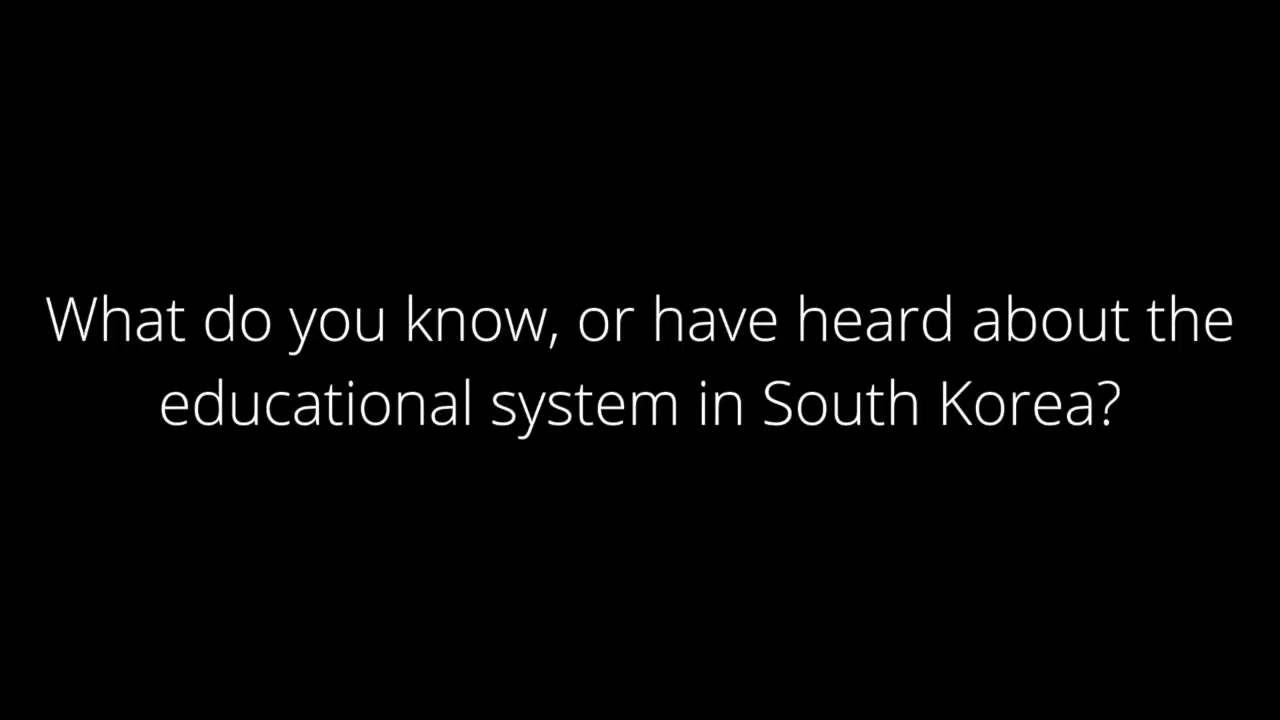 What do you know, or have heard about the
educational system in South Korea?